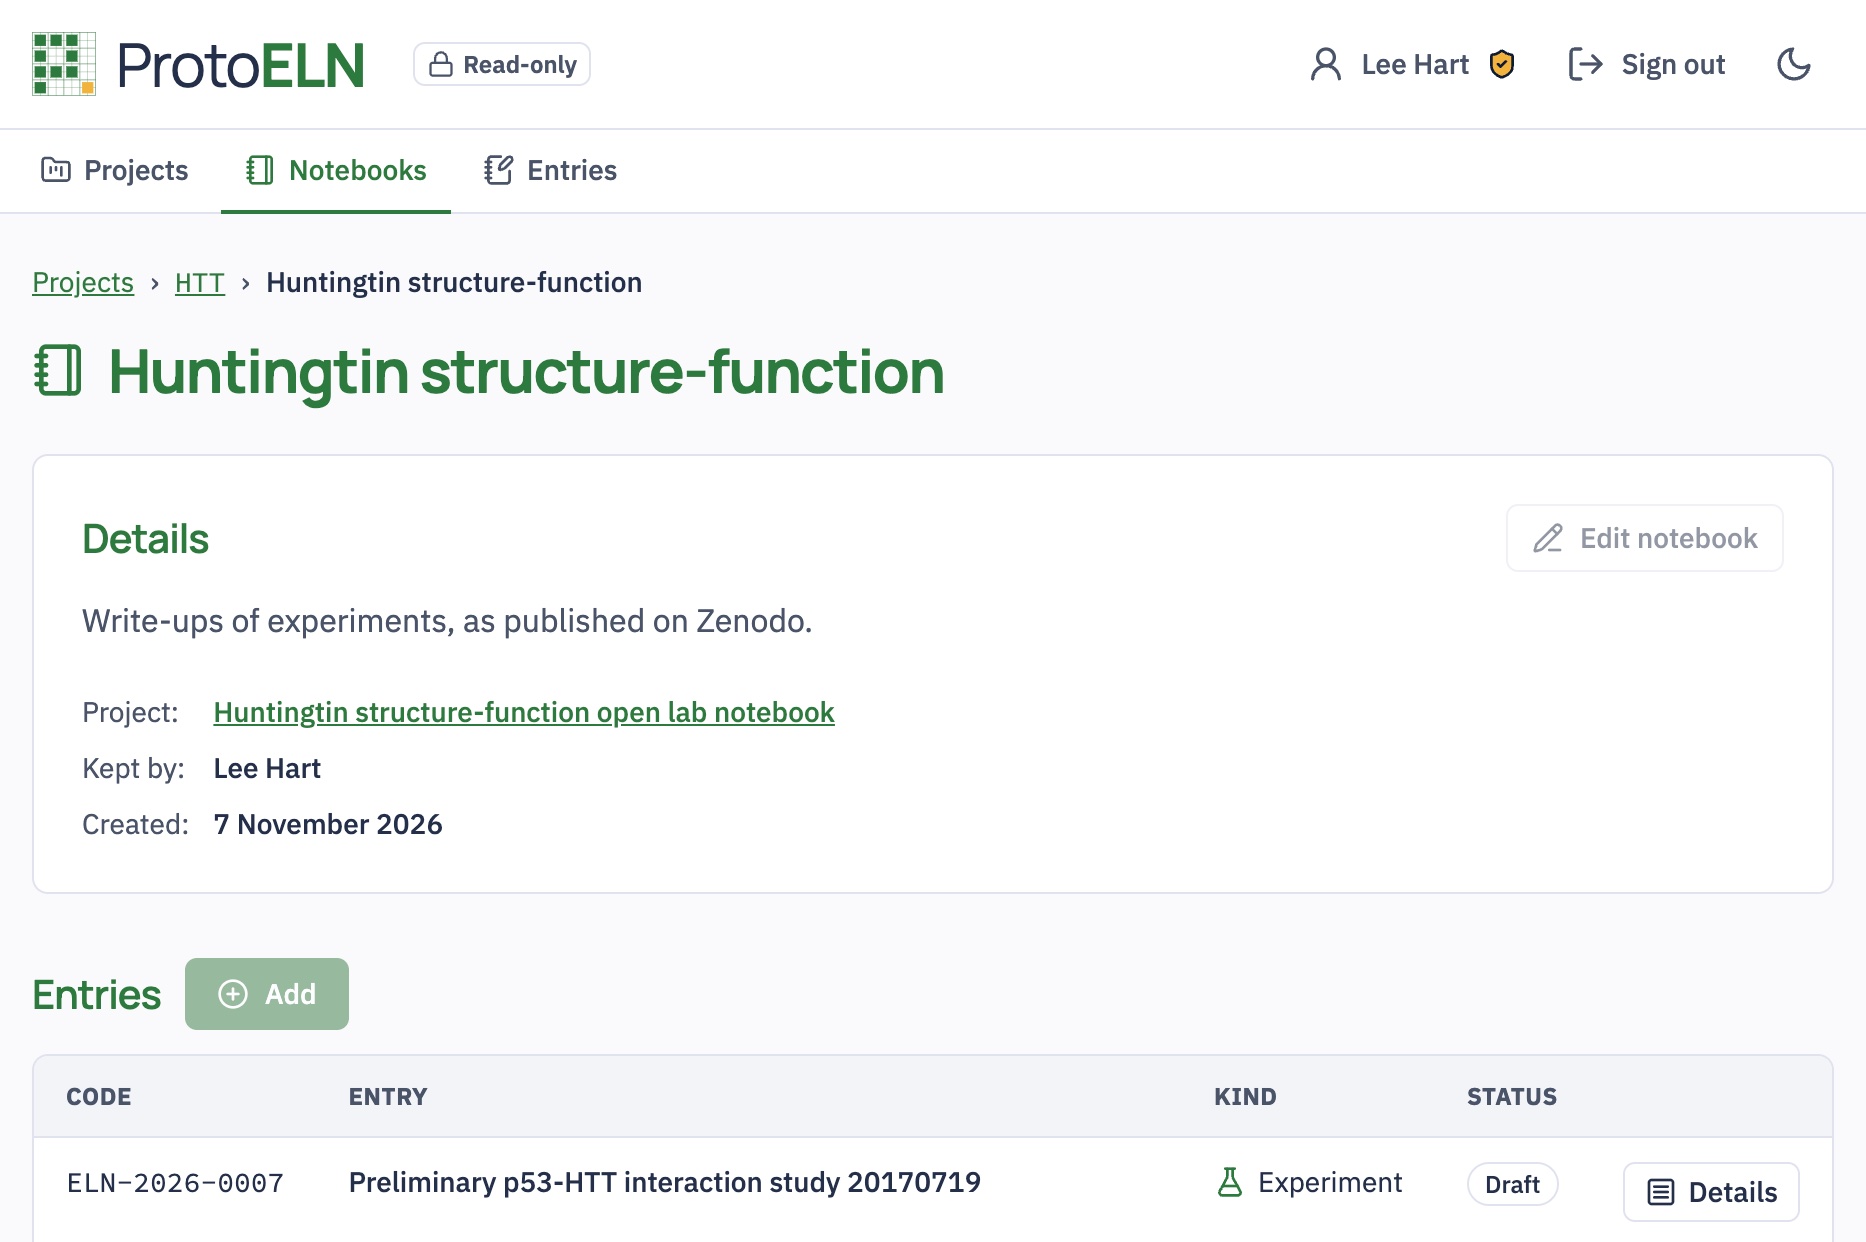 ProtoELN
Read-only
Lee Hart
Sign out
Projects
Notebooks
Entries
Projects › HTT › Huntingtin structure-function
Huntingtin structure-function
Details
Edit notebook
Write-ups of experiments, as published on Zenodo.
Project: Huntingtin structure-function open lab notebook
Kept by: Lee Hart
Created: 7 November 2026
Entries
Add
CODE ENTRY KIND STATUS
ELN-2026-0007 Preliminary p53-HTT interaction study 20170719 Experiment Draft Details